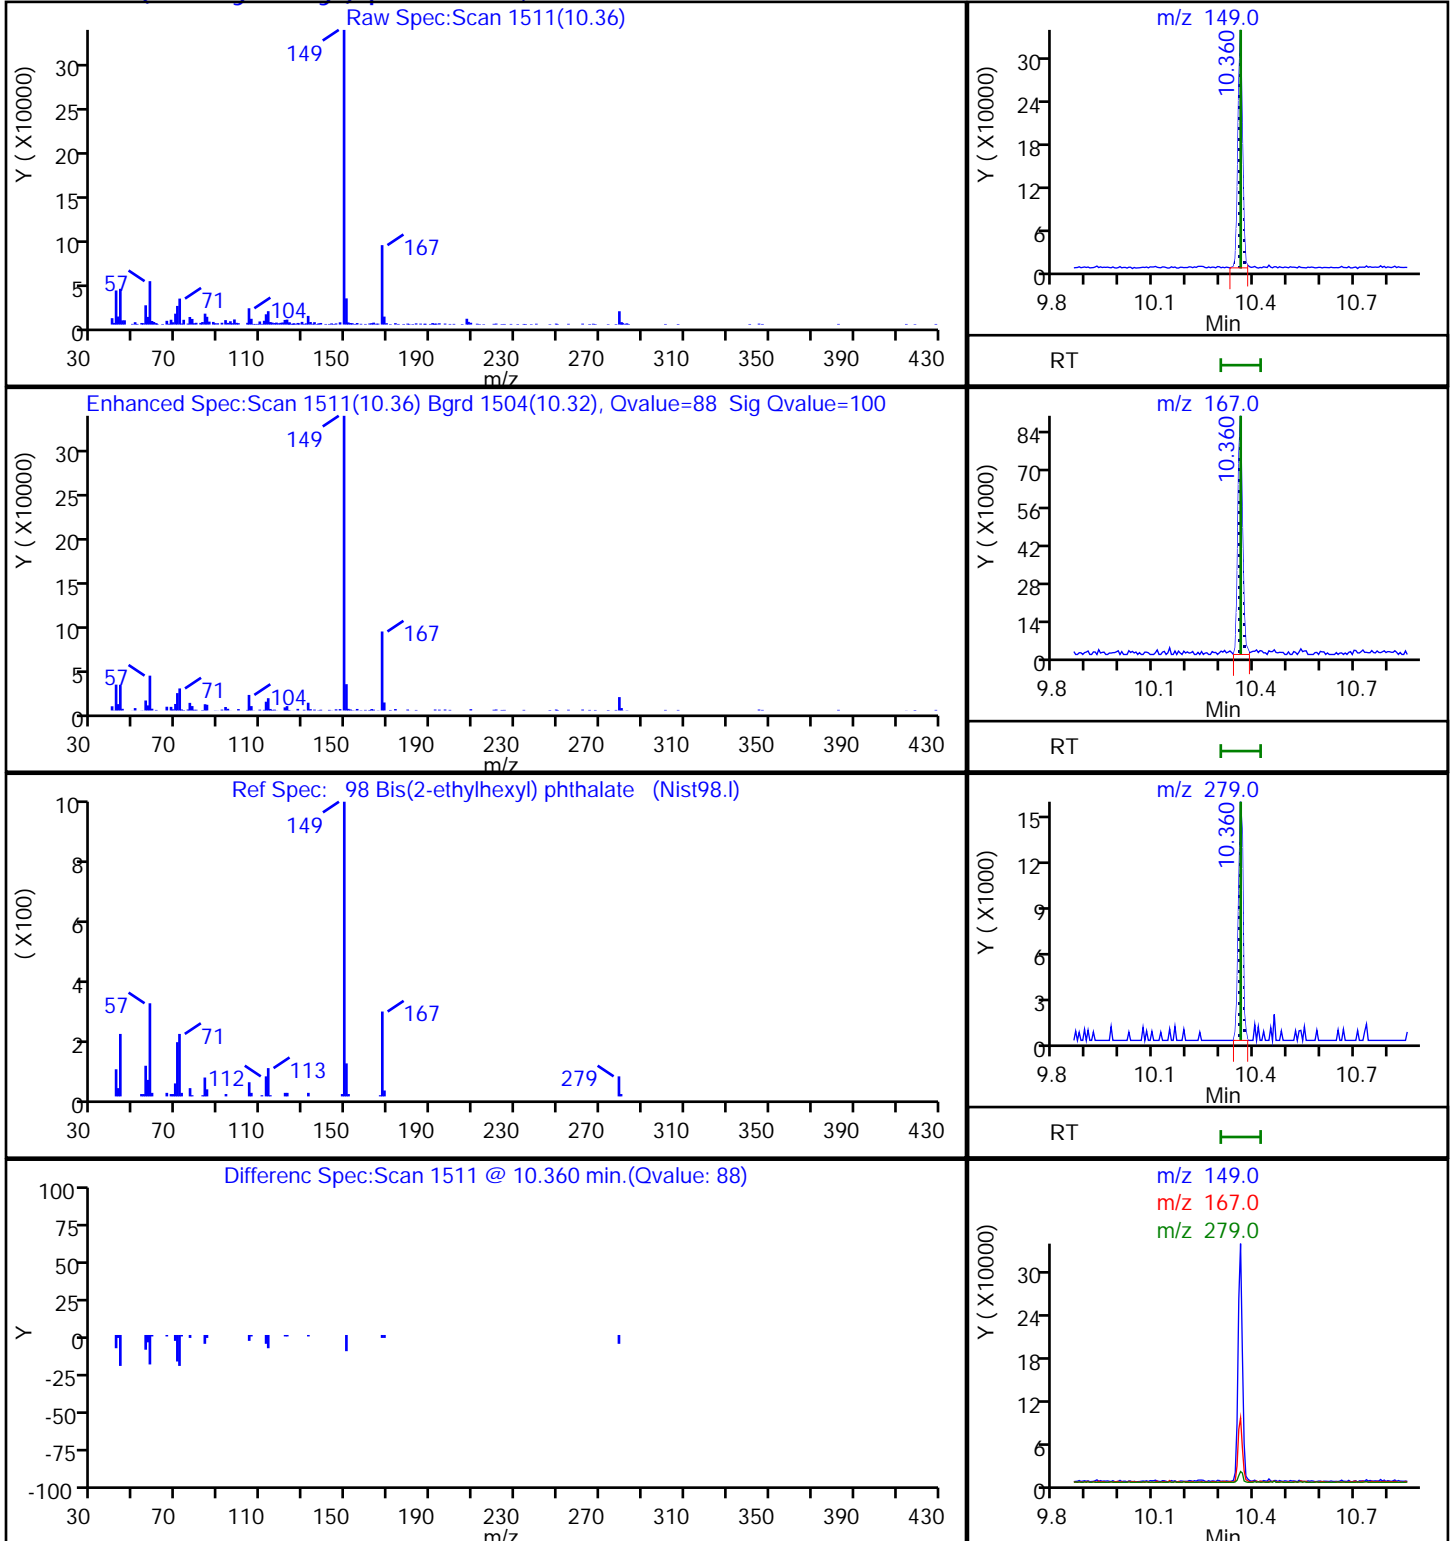 Raw Spec:Scan 1511(10.36)
Y ( X10000)
30
25
20
15
10
5
0
149
167
57
71
104
30 70 110 150 190 230 270 310 350 390 430
m/z
m/z 149.0
Y ( X10000)
30
24
18
12
6
0
10.360
9.8 10.1 10.4 10.7
Min
RT
Enhanced Spec:Scan 1511(10.36) Bgrd 1504(10.32), Qvalue=88 Sig Qvalue=100
Y ( X10000)
30
25
20
15
10
5
0
149
167
57
71
104
30 70 110 150 190 230 270 310 350 390 430
m/z
m/z 167.0
Y ( X1000)
84
70
56
42
28
14
0
10.360
9.8 10.1 10.4 10.7
Min
RT
Ref Spec: 98 Bis(2-ethylhexyl) phthalate (Nist98.l)
( X100)
10
8
6
4
2
0
149
57
167
71
112
113
279
30 70 110 150 190 230 270 310 350 390 430
m/z 279.0
Y ( X1000)
15
12
9
6
3
0
10.360
9.8 10.1 10.4 10.7
Min
RT
Differenc Spec:Scan 1511 @ 10.360 min.(Qvalue: 88)
Y
100
75
50
25
0
-25
-50
-75
-100
30 70 110 150 190 230 270 310 350 390 430
m/z
m/z 149.0
m/z 167.0
m/z 279.0
Y ( X10000)
30
24
18
12
6
0
9.8 10.1 10.4 10.7
Min